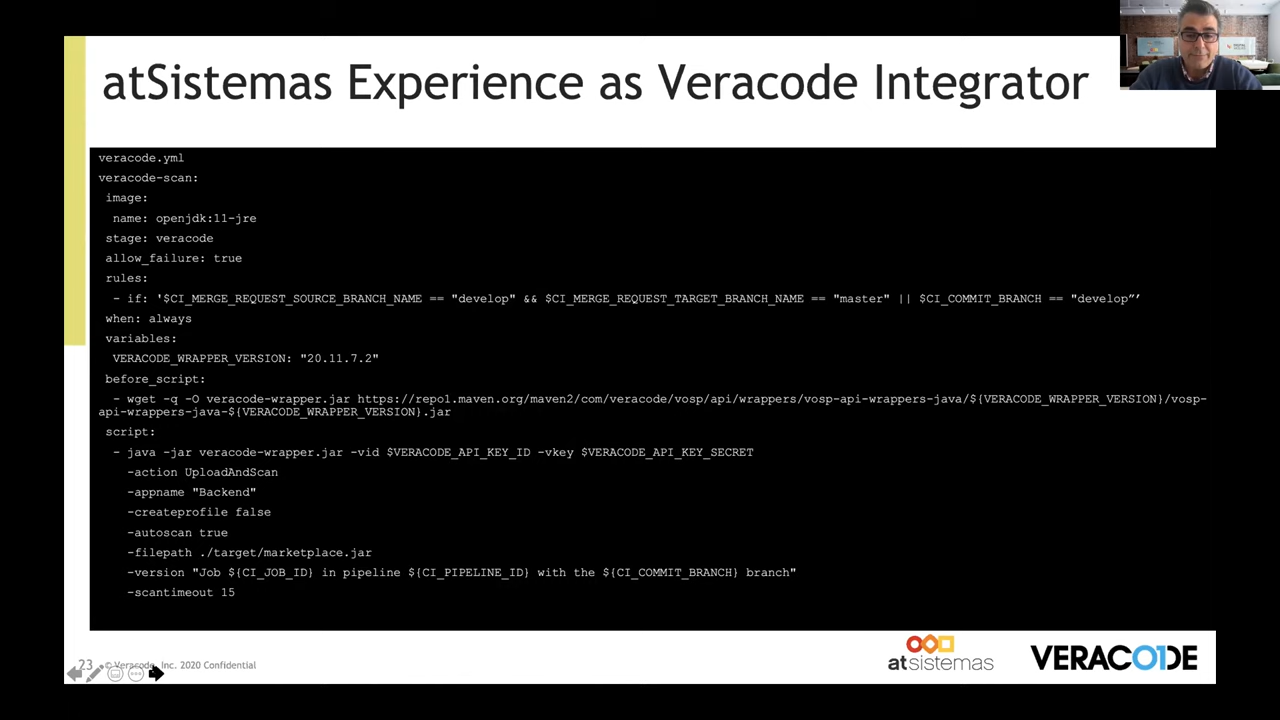 atSistemas Experience as Veracode Integrator
veracode.yml
veracode-scan:
image:
name: openjdk:11-jre
stage: veracode
allow_failure: true
rules:
- if: '$CI_MERGE_REQUEST_SOURCE_BRANCH_NAME == "develop" && $CI_MERGE_REQUEST_TARGET_BRANCH_NAME == "master" || $CI_COMMIT_BRANCH == "develop”’
when: always
variables:
VERACODE_WRAPPER_VERSION: "20.11.7.2"
before_script:
- wget -q -O veracode-wrapper.jar https://repo1.maven.org/maven2/com/veracode/vosp/api/wrappers/vosp-api-wrappers-java/${VERACODE_WRAPPER_VERSION}/vosp-
api-wrappers-java-${VERACODE_WRAPPER_VERSION}.jar
script:
- java -jar veracode-wrapper.jar -vid $VERACODE_API_KEY_ID -vkey $VERACODE_API_KEY_SECRET
-action UploadAndScan
-appname "Backend"
-createprofile false
-autoscan true
-filepath ./target/marketplace.jar
-version "Job ${CI_JOB_ID} in pipeline ${CI_PIPELINE_ID} with the ${CI_COMMIT_BRANCH} branch"
-scantimeout 15
23 © Veracode, Inc. 2020 Confidential
atsistemas
VERACODE